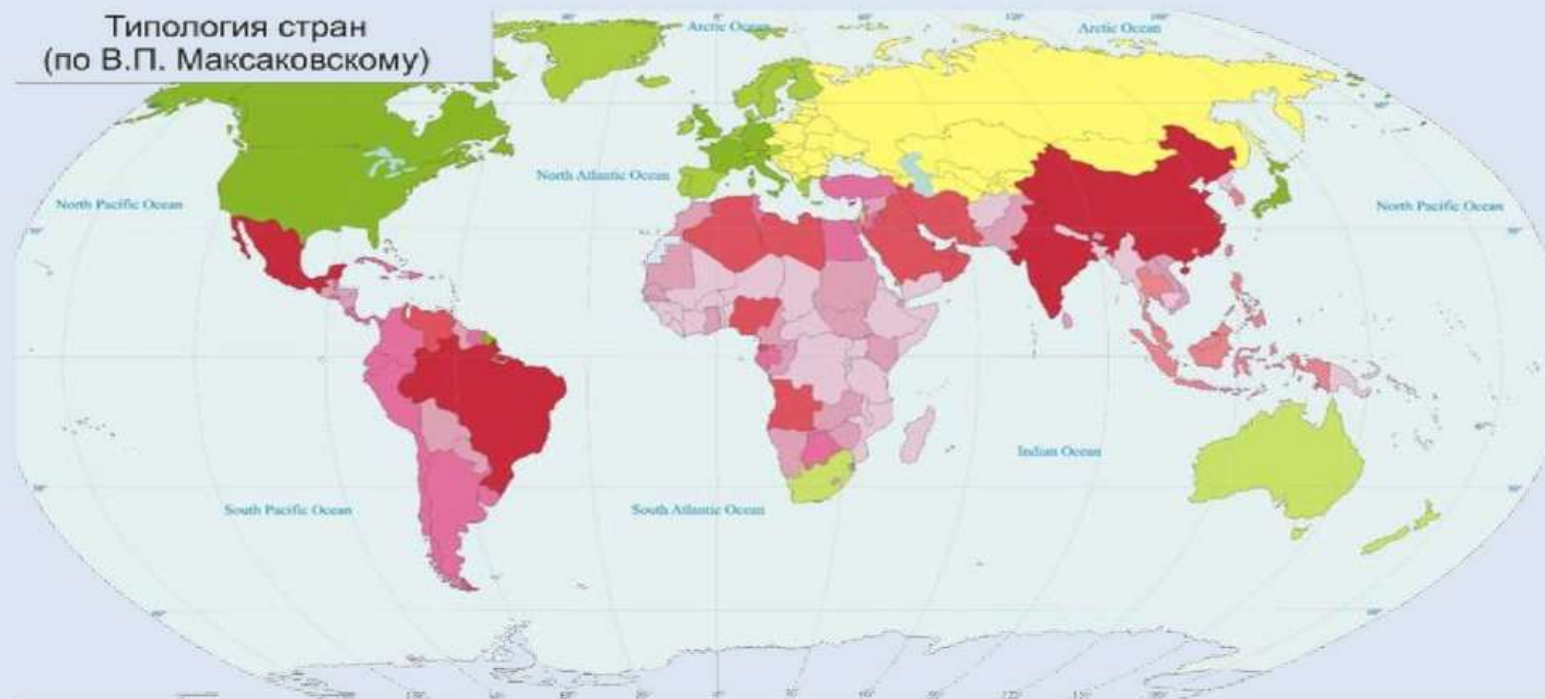 Типология стран
(по В.П. Максаковскому)
Arctic Ocean
Arctic Ocean
North Pacific Ocean
North Atlantic Ocean
North Pacific Ocean
Indian Ocean
South Pacific Ocean
South Atlantic Ocean